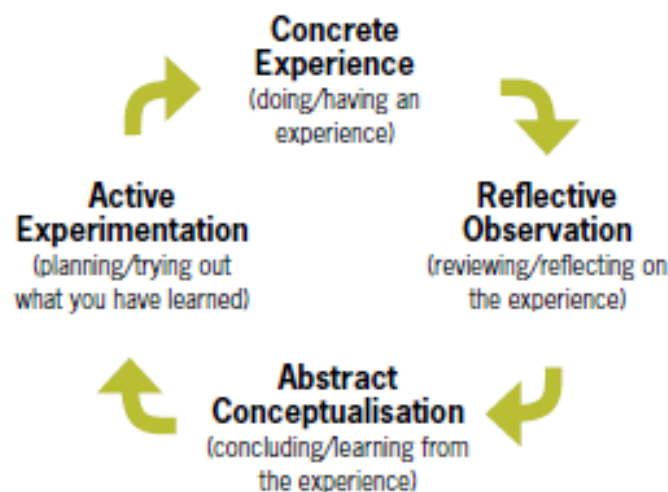 Concrete
Experience
(doing/having an
experience)
Reflective
Observation
(reviewing/reflecting on
the experience)
Abstract
Conceptualisation
(concluding/learning from
the experience)
Active
Experimentation
(planning/trying out
what you have learned)